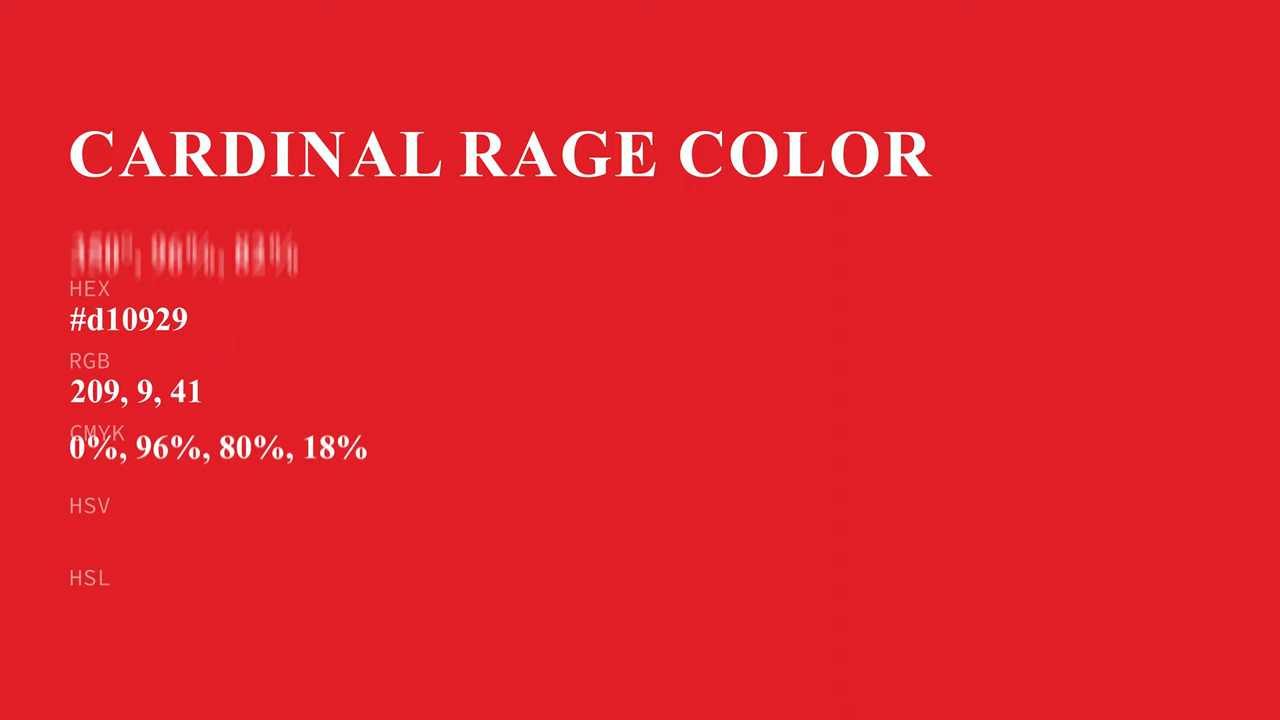 CARDINAL RAGE COLOR
HEX
#d10929
RGB
209, 9, 41
CMYK
0%, 96%, 80%, 18%
HSV
HSL